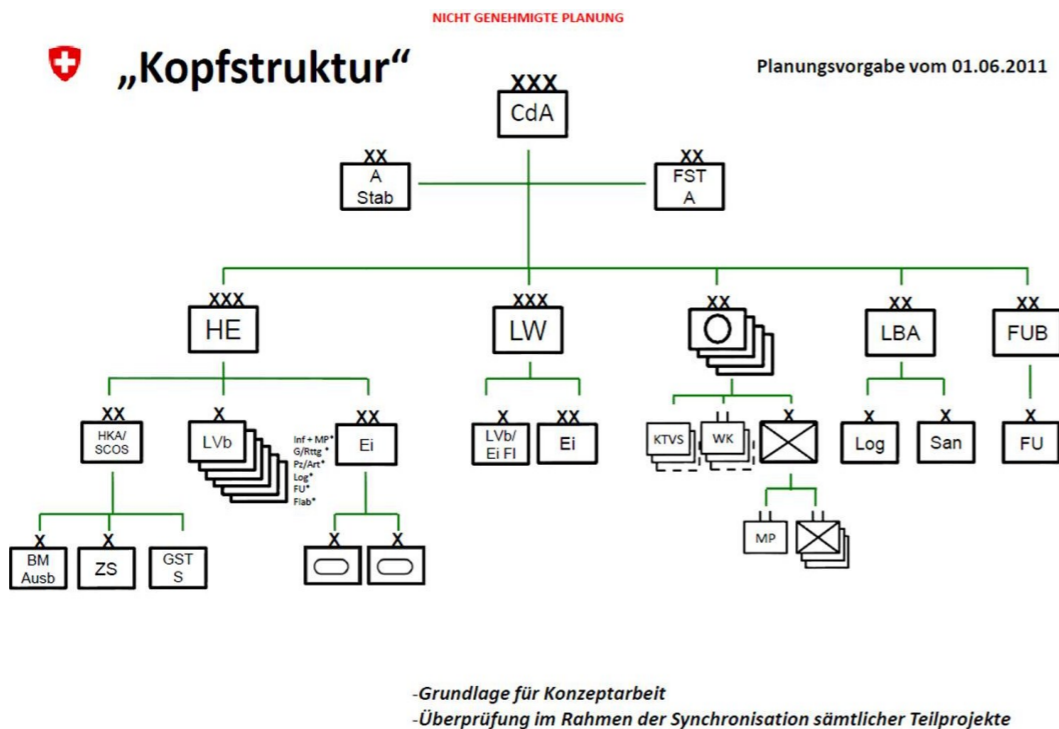 NICHT GENEHMIGTE PLANUNG
„Kopfstruktur“
Planungsvorgabe vom 01.06.2011
XXX
CdA
XX
A
Stab
XX
FST
A
XXX
HE
XXX
LW
XX
XX
LBA
XX
FUB
XX
HKA/
SCOS
X
LVb
Inf + MP*
G/Rttg *
Pz/Art*
Log*
FU*
Flab*
XX
Ei
X
LVb/
Ei Fl
XX
Ei
KTVS
WK
X
X
Log
X
San
X
FU
X
BM
Ausb
X
ZS
GST
S
X
X
MP
-Grundlage für Konzeptarbeit
-Überprüfung im Rahmen der Synchronisation sämtlicher Teilprojekte